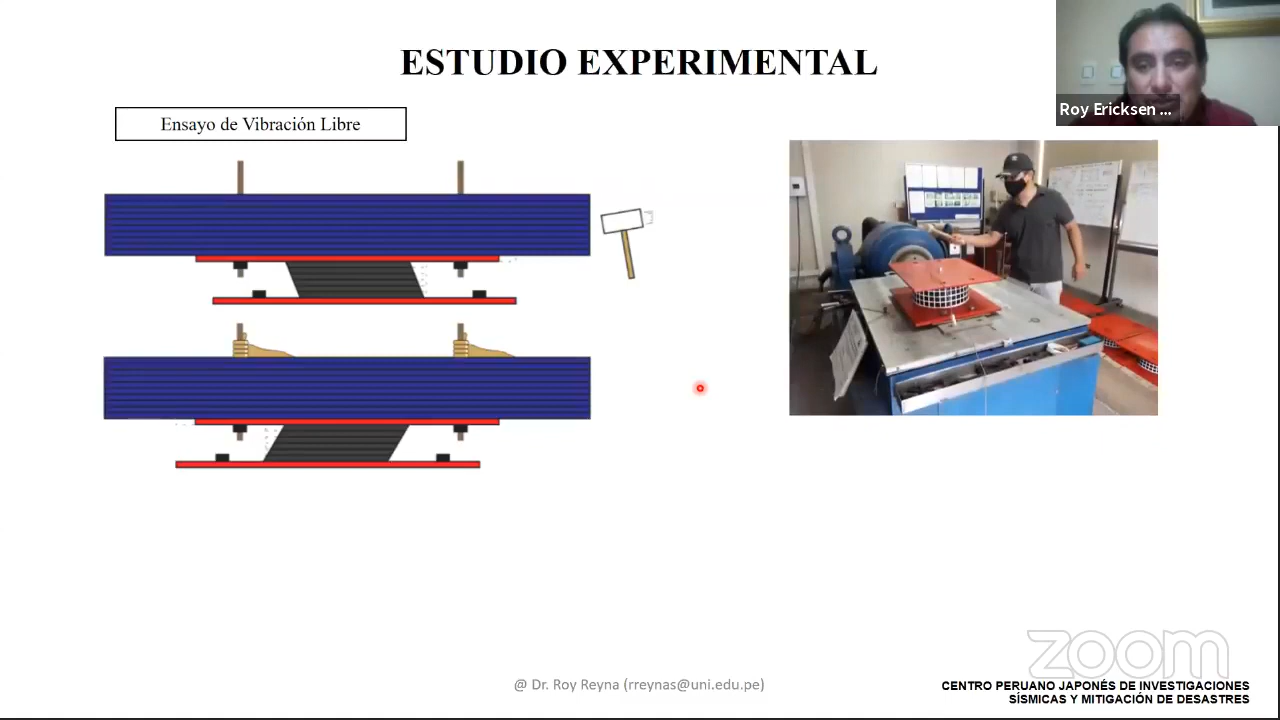 ESTUDIO EXPERIMENTAL
Roy Ericksen ...
Ensayo de Vibración Libre
zoom
@ Dr. Roy Reyna (rreynas@uni.edu.pe)
CENTRO PERUANO JAPONÉS DE INVESTIGACIONES
SÍSMICAS Y MITIGACIÓN DE DESASTRES